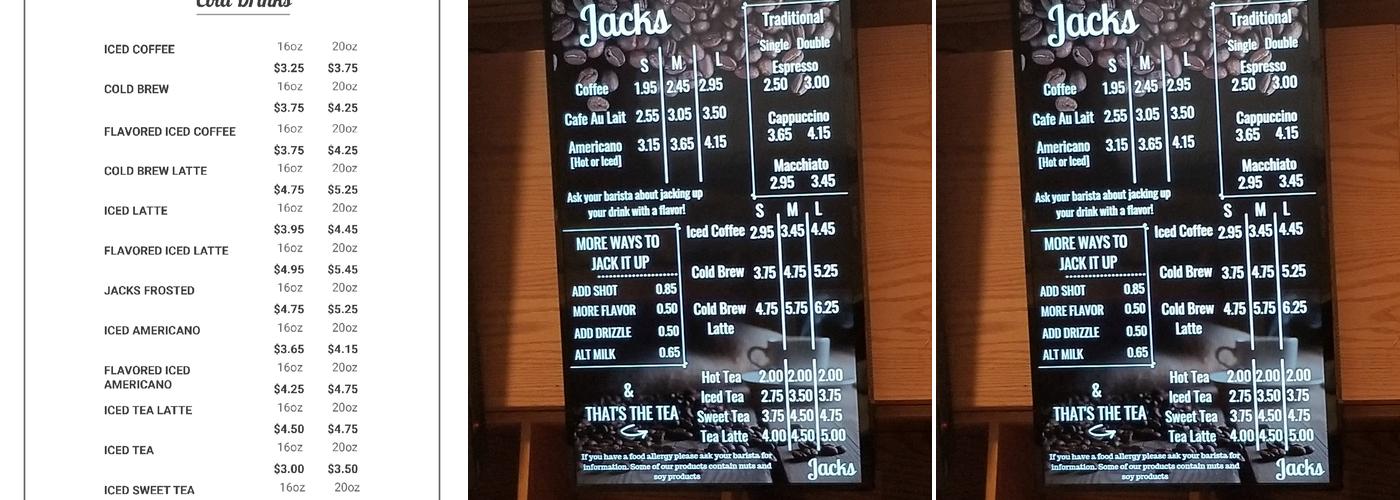 Cold Drinks
ICED COFFEE 16oz 20oz
$3.25 $3.75
COLD BREW 16oz 20oz
$3.75 $4.25
FLAVORED ICED COFFEE 16oz 20oz
$3.75 $4.25
COLD BREW LATTE 16oz 20oz
$4.75 $5.25
ICED LATTE 16oz 20oz
$3.95 $4.45
FLAVORED ICED LATTE 16oz 20oz
$4.95 $5.45
JACKS FROSTED 16oz 20oz
$4.75 $5.25
ICED AMERICANO 16oz 20oz
$3.65 $4.15
FLAVORED ICED 16oz 20oz
AMERICANO $4.25 $4.75
ICED TEA LATTE 16oz 20oz
$4.50 $4.75
ICED TEA 16oz 20oz
$3.00 $3.50
ICED SWEET TEA 16oz 20oz
Jacks
S M L
Coffee 1.95 2.45 2.95
Cafe Au Lait 2.55 3.05 3.50
Americano 3.15 3.65 4.15
[Hot or Iced]
Ask your barista about jacking up
your drink with a flavor!
Traditional
Single Double
Espresso
2.50 3.00
Cappuccino
3.65 4.15
Macchiato
2.95 3.45
MORE WAYS TO
JACK IT UP
ADD SHOT 0.85
MORE FLAVOR 0.50
ADD DRIZZLE 0.50
ALT MILK 0.65
S M L
Iced Coffee 2.95 3.45 4.45
Cold Brew 3.75 4.75 5.25
Cold Brew 4.75 5.75 6.25
Latte
&
THAT'S THE TEA
Hot Tea 2.00 2.00 2.00
Iced Tea 2.75 3.50 3.75
Sweet Tea 3.75 4.50 4.75
Tea Latte 4.00 4.50 5.00
If you have a food allergy please ask your barista for
information. Some of our products contain nuts and
soy products
Jacks
Jacks
S M L
Coffee 1.95 2.45 2.95
Cafe Au Lait 2.55 3.05 3.50
Americano 3.15 3.65 4.15
[Hot or Iced]
Ask your barista about jacking up
your drink with a flavor!
Traditional
Single Double
Espresso
2.50 3.00
Cappuccino
3.65 4.15
Macchiato
2.95 3.45
MORE WAYS TO
JACK IT UP
ADD SHOT 0.85
MORE FLAVOR 0.50
ADD DRIZZLE 0.50
ALT MILK 0.65
S M L
Iced Coffee 2.95 3.45 4.45
Cold Brew 3.75 4.75 5.25
Cold Brew 4.75 5.75 6.25
Latte
&
THAT'S THE TEA
Hot Tea 2.00 2.00 2.00
Iced Tea 2.75 3.50 3.75
Sweet Tea 3.75 4.50 4.75
Tea Latte 4.00 4.50 5.00
If you have a food allergy please ask your barista for
information. Some of our products contain nuts and
soy products
Jacks